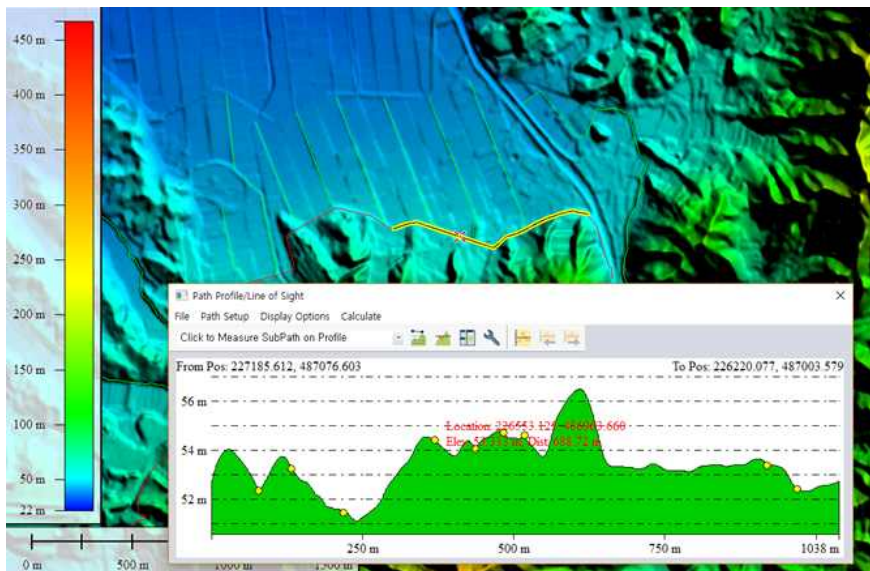 450 m
400 m
350 m
300 m
250 m
200 m
150 m
100 m
50 m
22 m
0 m
500 m
1000 m
Path Profile/Line of Sight
File Path Setup Display Options Calculate
Click to Measure SubPath on Profile
From Pos: 227185.612, 487076.603
To Pos: 226220.077, 487003.579
56 m
54 m
52 m
250 m
500 m
750 m
1038 m